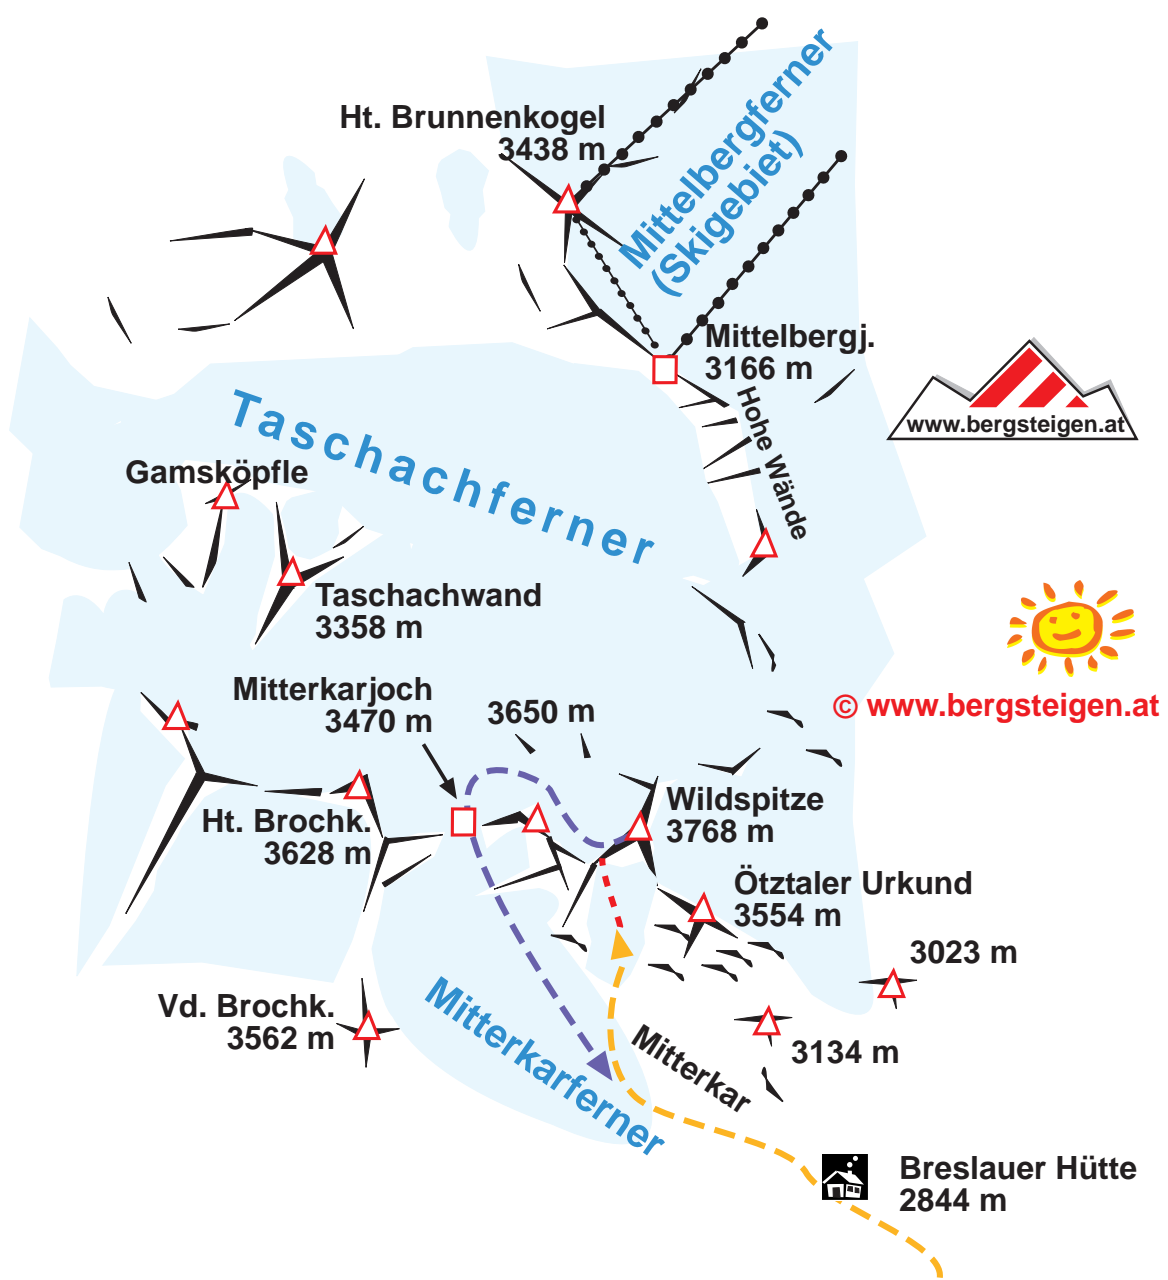 Ht. Brunnenkogel
3438 m
Mittelbergferner
(Skigebiet)
Mittelbergj.
3166 m
Hohe Wände
www.bergsteigen.at
Taschachferner
Gamsköpfle
Taschachwand
3358 m
© www.bergsteigen.at
Mitterkarjoch
3470 m
3650 m
Wildspitze
3768 m
Ht. Brochk.
3628 m
Ötztaler Urkund
3554 m
3023 m
Vd. Brochk.
3562 m
Mitterkarferner
Mitterkar
3134 m
Breslauer Hütte
2844 m